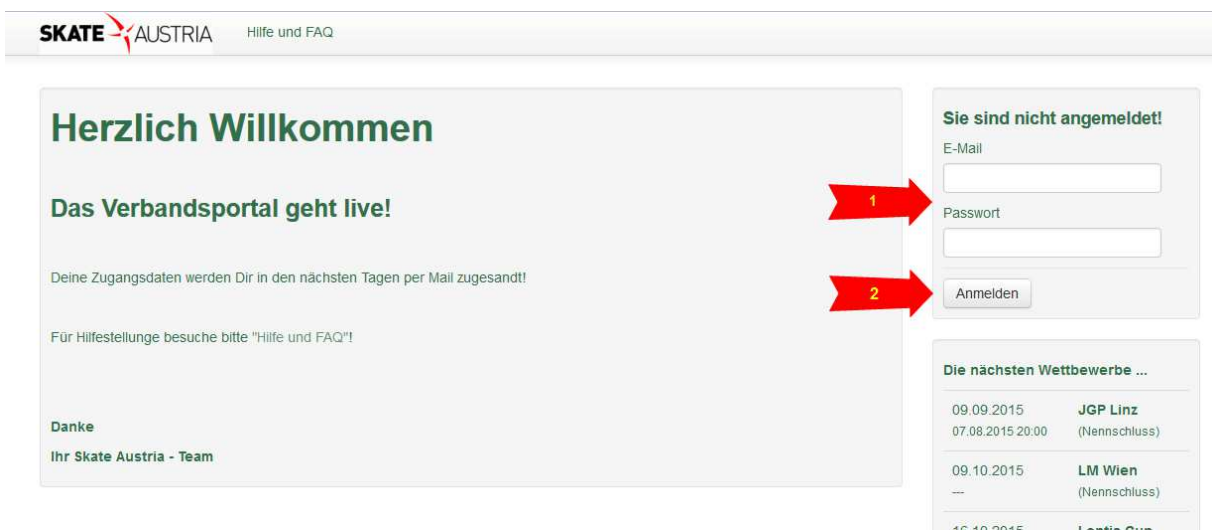 SKATE AUSTRIA
Hilfe und FAQ
Herzlich Willkommen
Das Verbandsportal geht live!
Deine Zugangsdaten werden Dir in den nächsten Tagen per Mail zugesandt!
Für Hilfestellunge besuche bitte "Hilfe und FAQ"!
Danke
Ihr Skate Austria - Team
Sie sind nicht angemeldet!
E-Mail
1
Passwort
2
Anmelden
Die nächsten Wettbewerbe ...
09.09.2015 JGP Linz
07.08.2015 20:00 (Nennschluss)
09.10.2015 LM Wien
--- (Nennschluss)